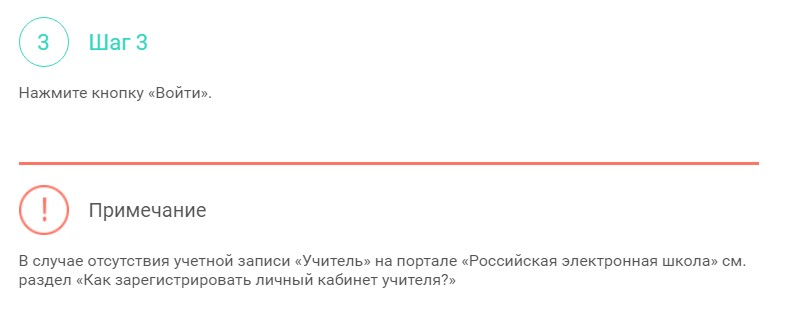 3 Шаг 3
Нажмите кнопку «Войти».
! Примечание
В случае отсутствия учетной записи «Учитель» на портале «Российская электронная школа» см.
раздел «Как зарегистрировать личный кабинет учителя?»